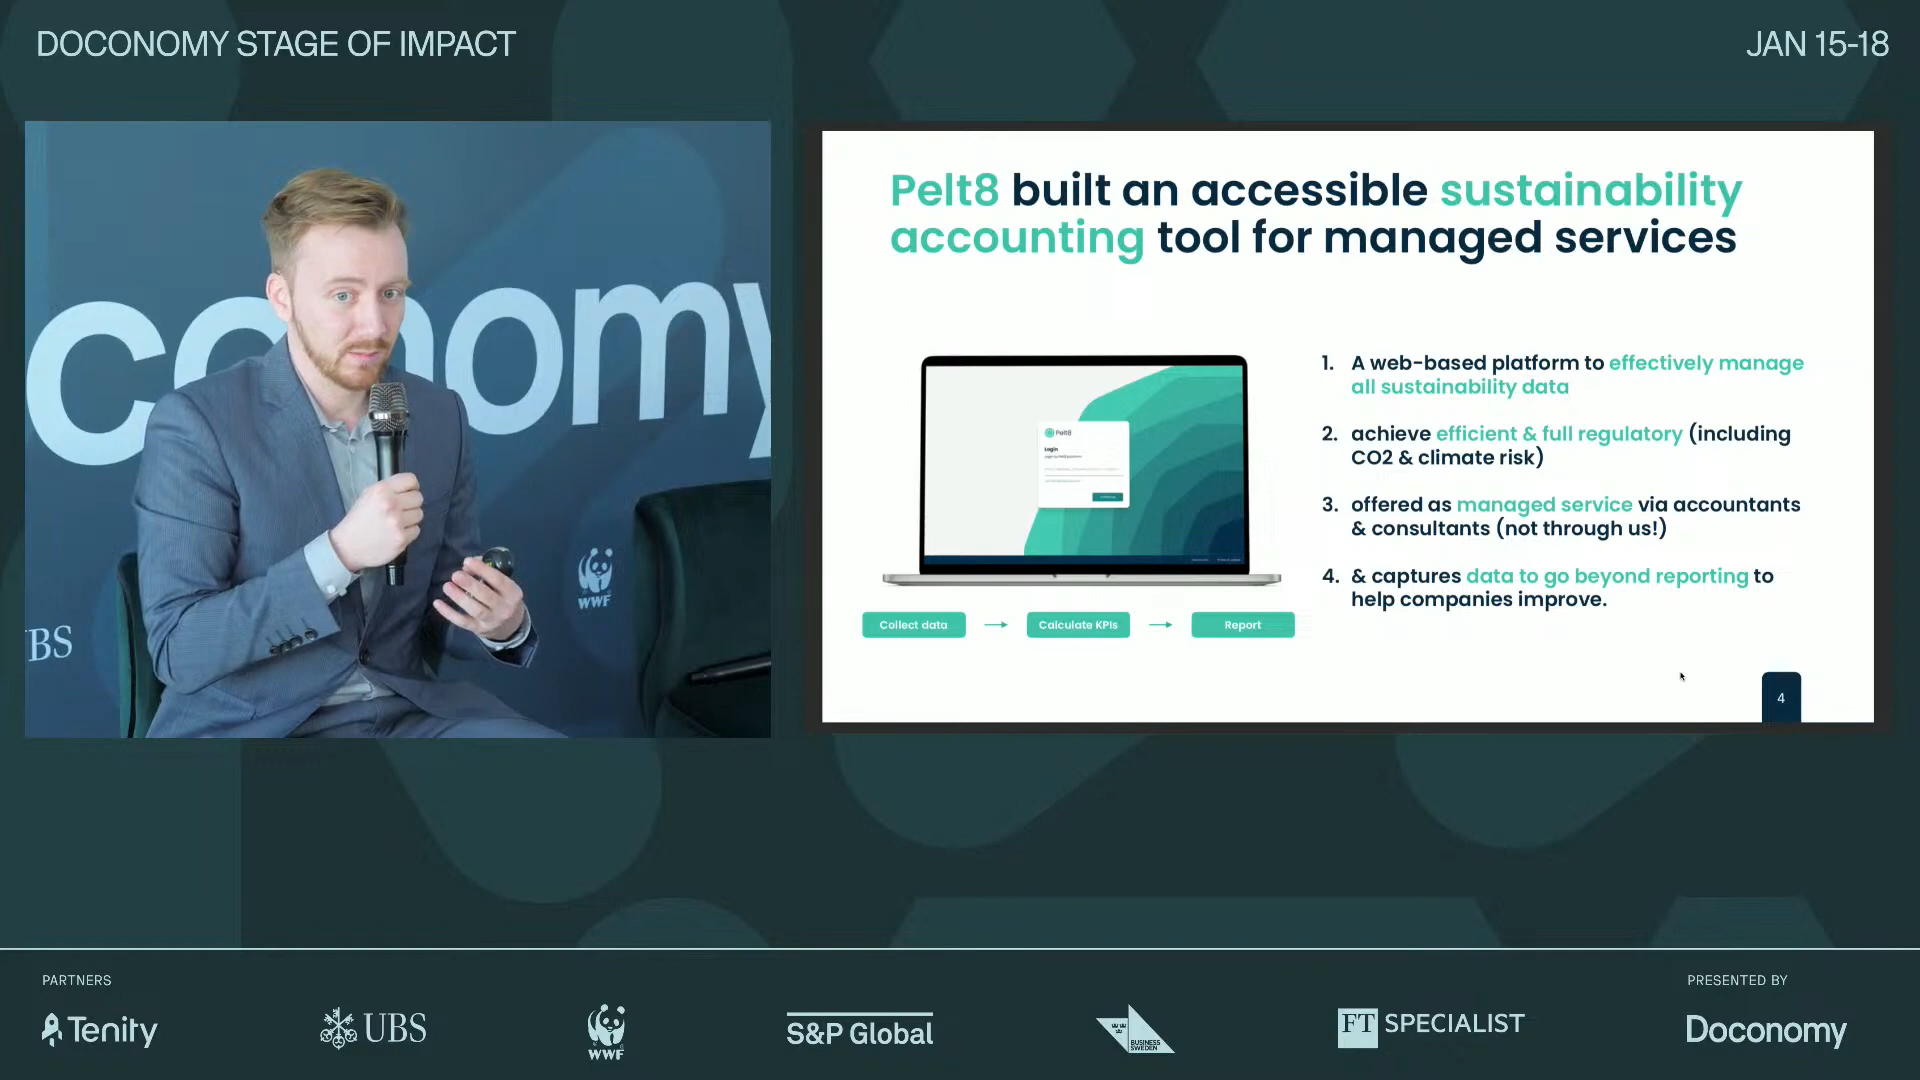 DOCONOMY STAGE OF IMPACT
JAN 15-18
conomy
UBS
WWF
Pelt8 built an accessible sustainability
accounting tool for managed services
Pelt8
Login
1. A web-based platform to effectively manage
all sustainability data
2. achieve efficient & full regulatory (including
CO2 & climate risk)
3. offered as managed service via accountants
& consultants (not through us!)
4. & captures data to go beyond reporting to
help companies improve.
Collect data
Calculate KPIs
Report
4
PARTNERS
PRESENTED BY
Tenity
UBS
WWF
S&P Global
BUSINESS
SWEDEN
FT SPECIALIST
Doconomy